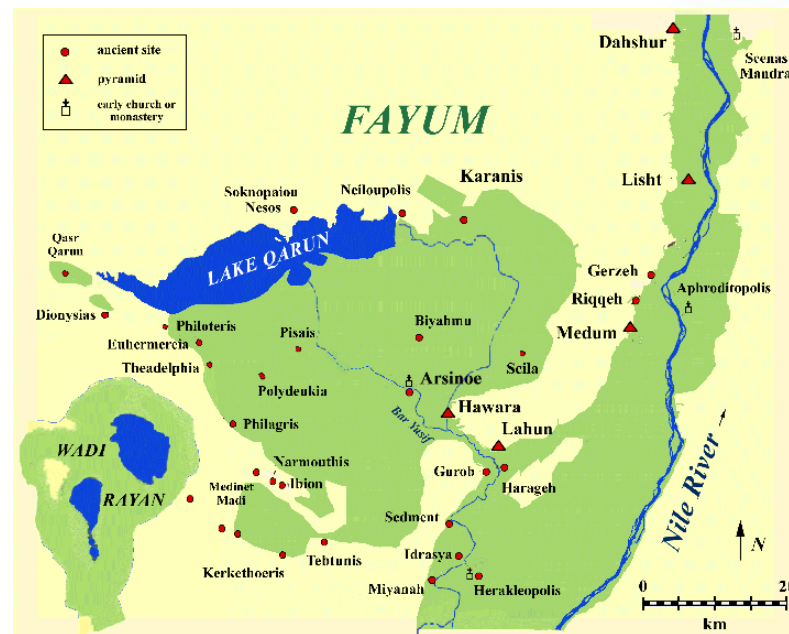 ancient site
pyramid
early church or
monastery
FAYUM
Dahshur
Scenas
Mandra
Lisht
Karanis
Neiloupolis
Soknopaiou
Nesos
Qasr
Qarun
LAKE QARUN
Gerzeh
Riqqeh
Aphroditopolis
Medum
Dionysias
Philoteris
Euhermercia
Theadelphia
Pisais
Biyahmu
Scila
Polydeukia
Arsinoe
Hawara
Lahun
Bar Yusif
Philagris
WADI
RAYAN
Narmouthis
Medinet
Madi
Ibion
Gurob
Harageh
Sedment
Nile River
N
Kerkethoeris
Tebtunis
Idrasya
Miyanah
Herakleopolis
0
km